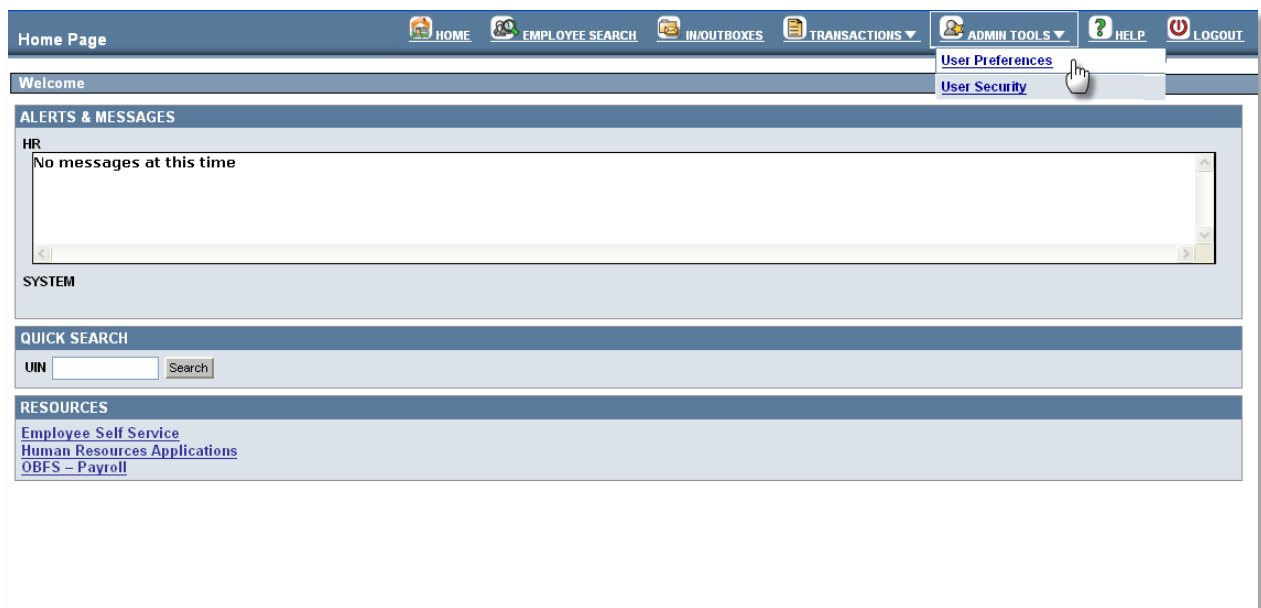 Home Page
HOME
EMPLOYEE SEARCH
IN/OUTBOXES
TRANSACTIONS
ADMIN TOOLS
HELP
LOGOUT
User Preferences
User Security
Welcome
ALERTS & MESSAGES
HR
No messages at this time
SYSTEM
QUICK SEARCH
UIN
Search
RESOURCES
Employee Self Service
Human Resources Applications
OBFS – Payroll